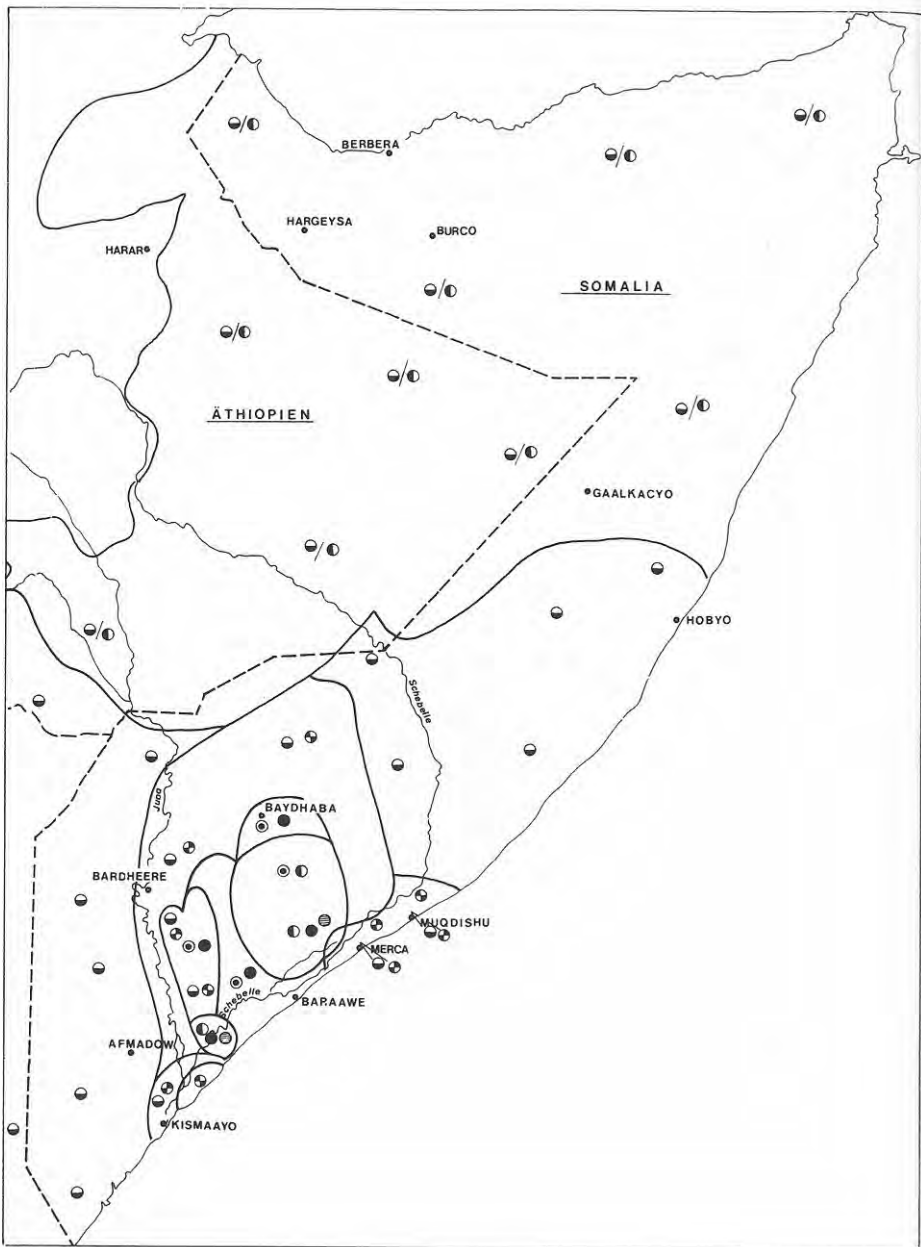 BERBERA
HARGEYSA
BURCO
HARAR
SOMALIA
ÄTHIOPIEN
GAALKACYO
HOBYO
Schebelle
Juba
BAYDHABA
BARDHEERE
MUQDISHU
MERCA
Schebelle
BARAAWE
AFMADOW
KISMAAYO